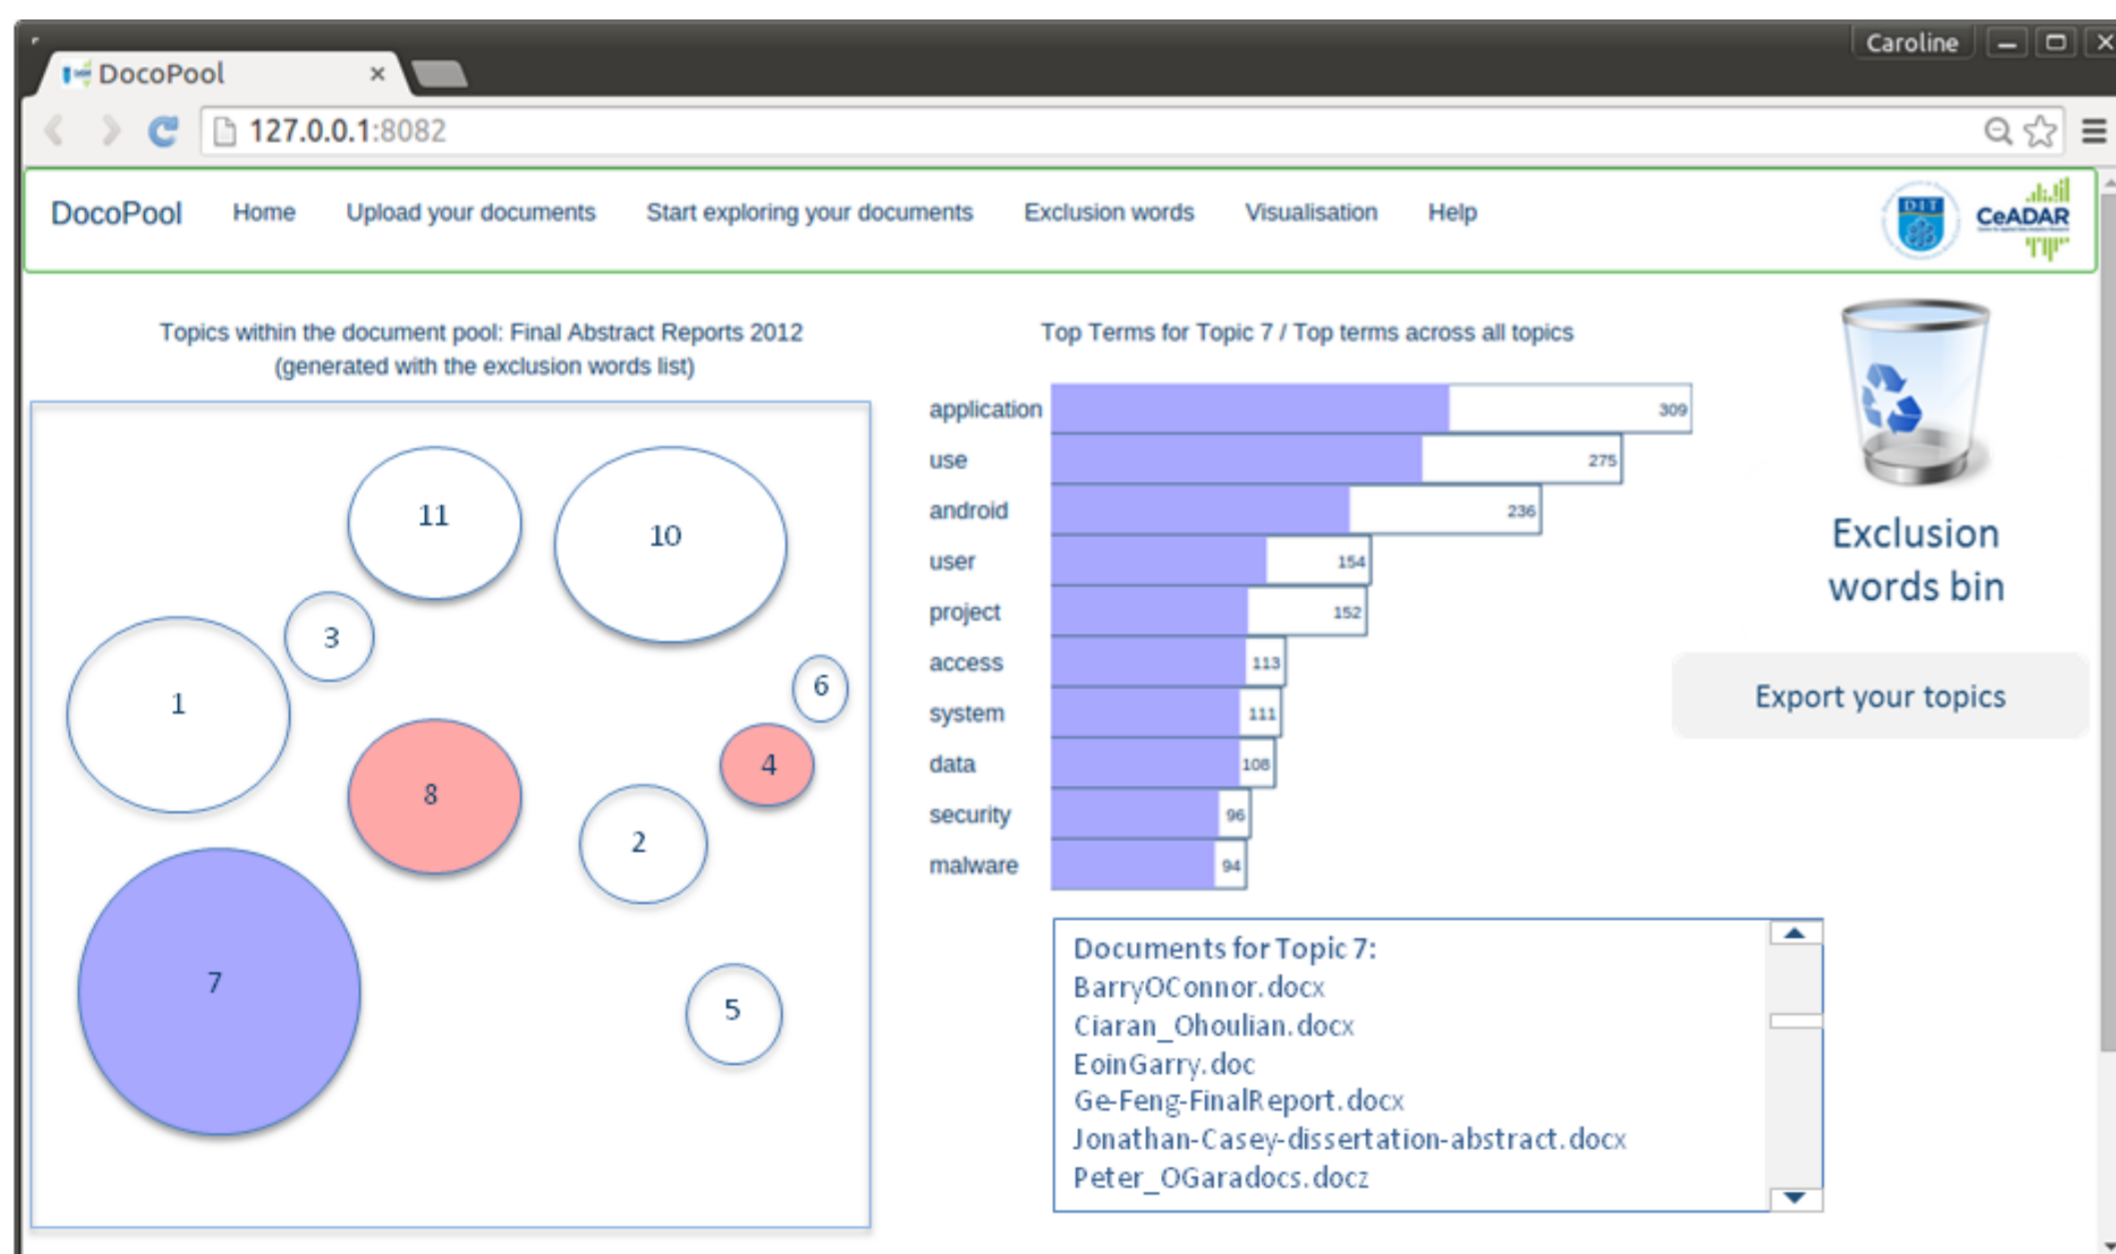 Caroline
DocoPool
127.0.0.1:8082
DocoPool Home Upload your documents Start exploring your documents Exclusion words Visualisation Help
DIT
CeADAR
Topics within the document pool: Final Abstract Reports 2012
(generated with the exclusion words list)
11
10
3
1
6
8
4
2
7
5
Top Terms for Topic 7 / Top terms across all topics
application 309
use 275
android 236
user 154
project 152
access 113
system 111
data 108
security 96
malware 94
Exclusion
words bin
Export your topics
Documents for Topic 7:
BarryOConnor.docx
Ciaran_Ohoulian.docx
EoinGarry.doc
Ge-Feng-FinalReport.docx
Jonathan-Casey-dissertation-abstract.docx
Peter_OGaradocs.docz